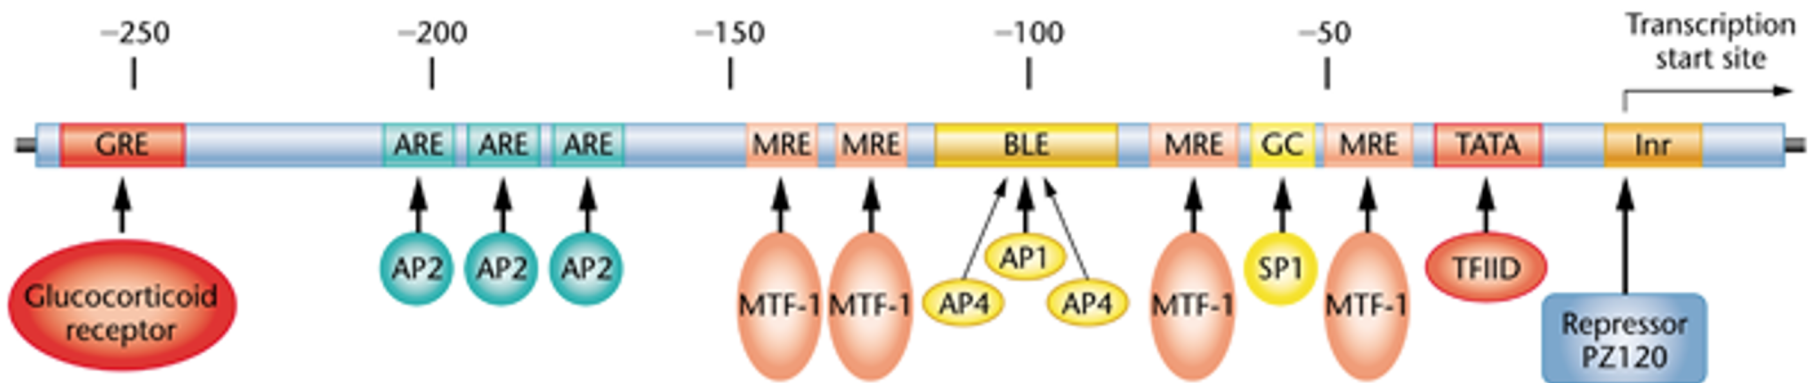 −250
−200
−150
−100
−50
Transcription
start site
GRE
ARE
ARE
ARE
MRE
MRE
BLE
MRE
GC
MRE
TATA
Inr
Glucocorticoid
receptor
AP2
AP2
AP2
MTF-1
MTF-1
AP4
AP1
AP4
MTF-1
SP1
MTF-1
TFIID
Repressor
PZ120